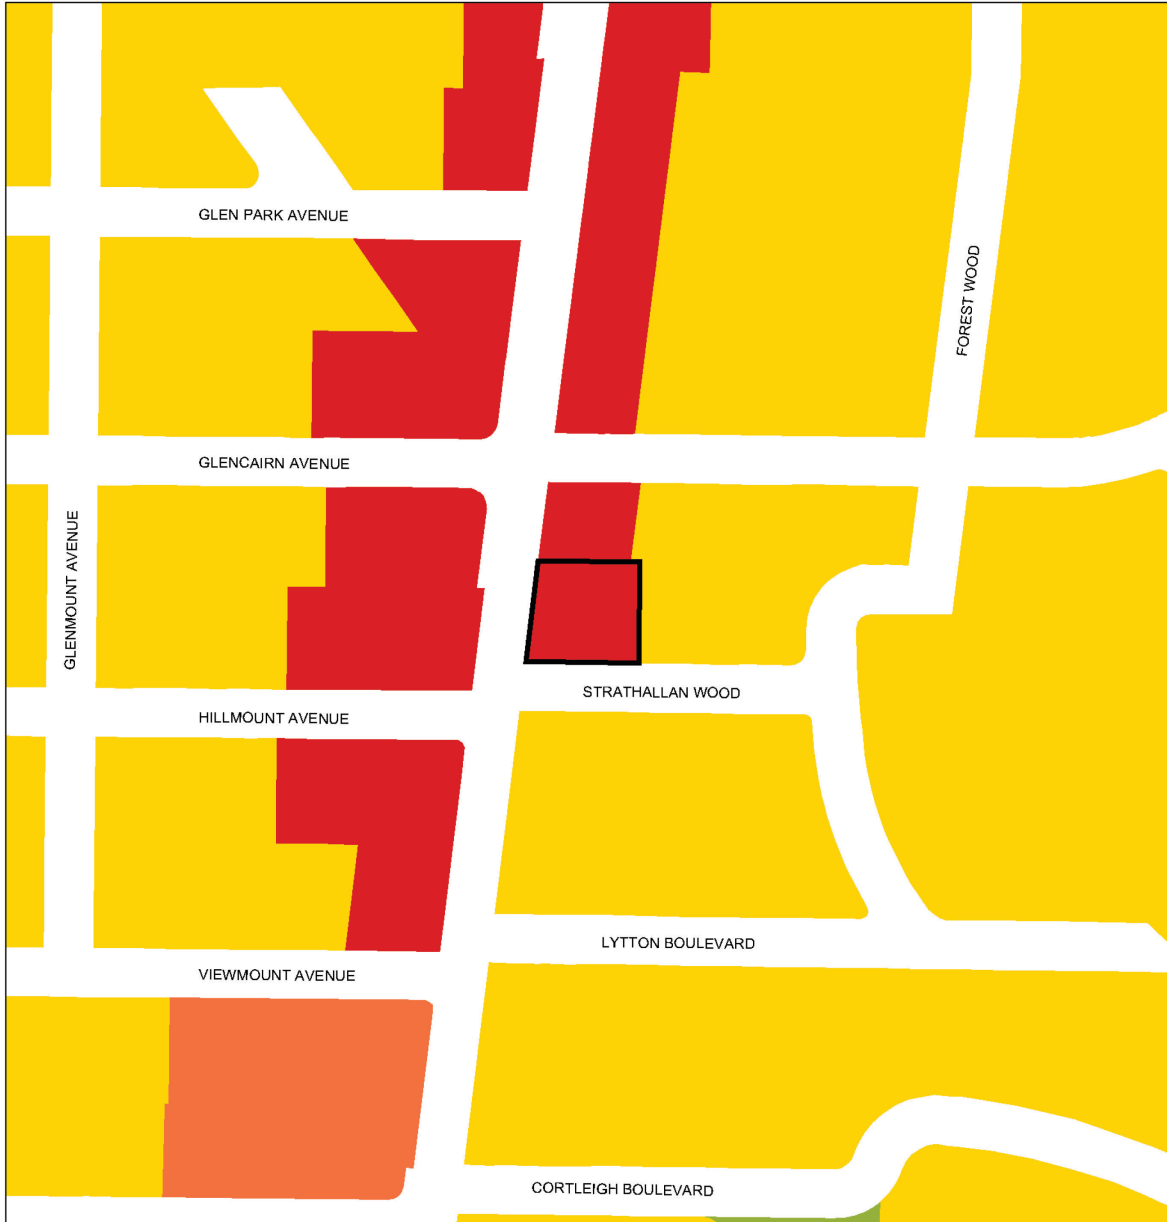 GLEN PARK AVENUE
FOREST WOOD
GLENCAIRN AVENUE
GLENMOUNT AVENUE
STRATHALLAN WOOD
HILLMOUNT AVENUE
LYTTON BOULEVARD
VIEWMOUNT AVENUE
CORTLEIGH BOULEVARD